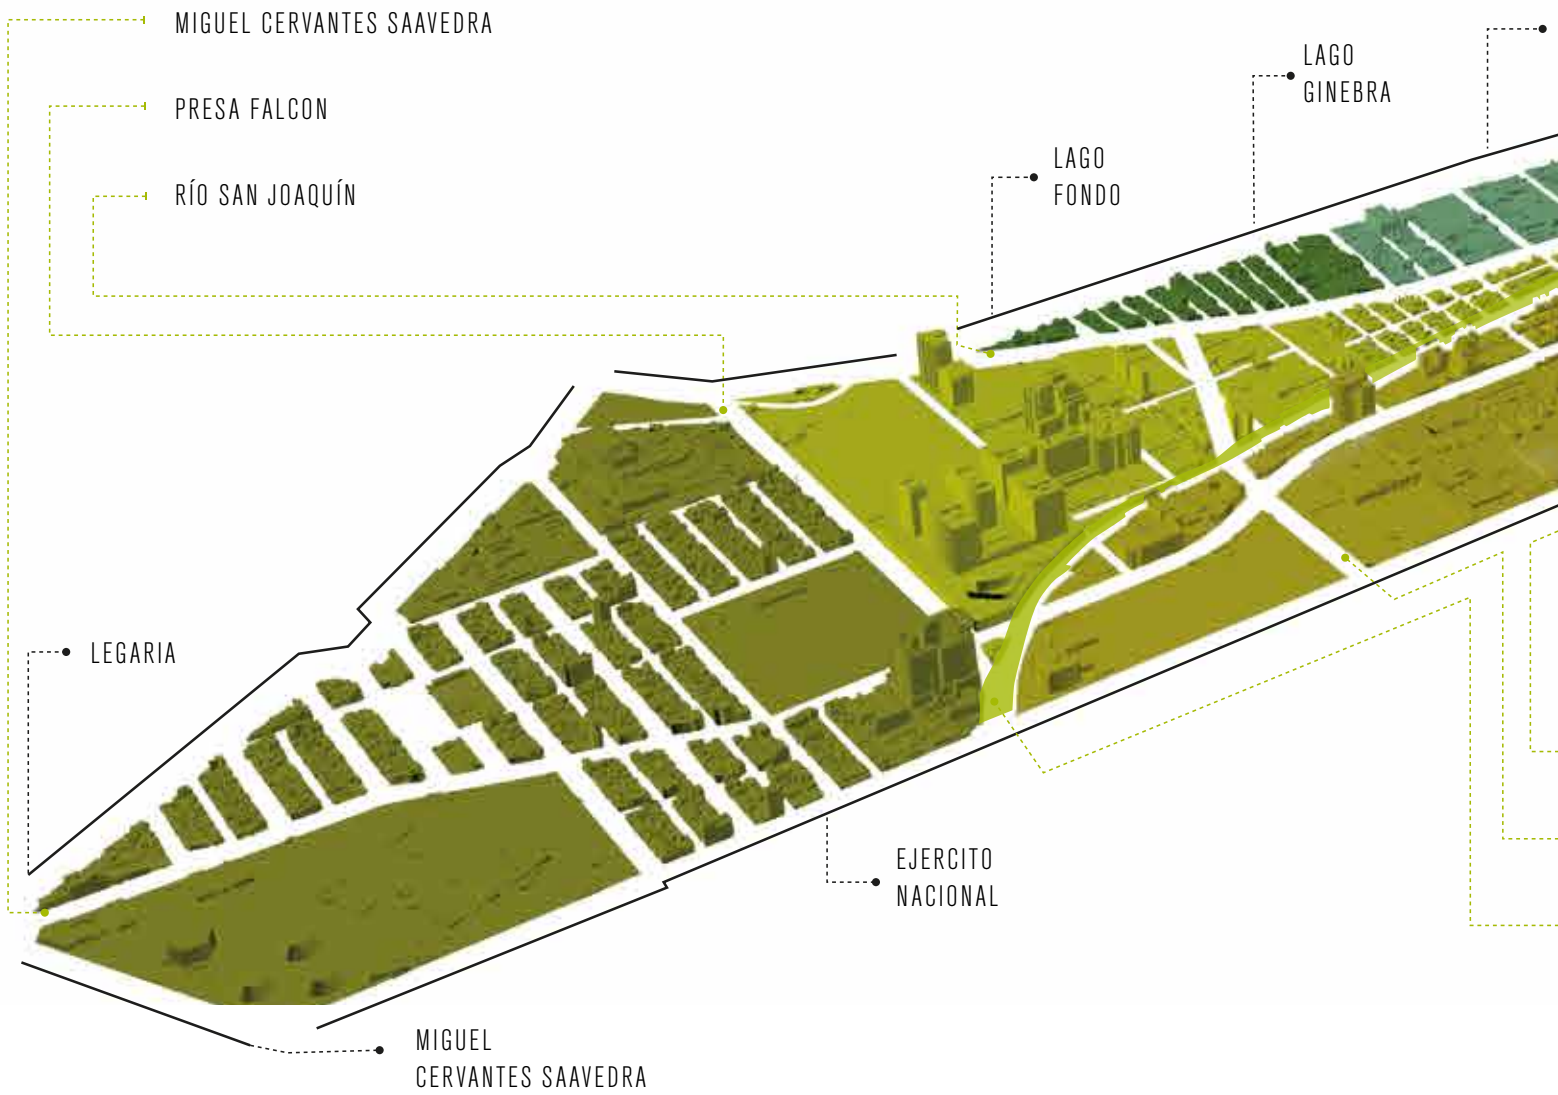 MIGUEL CERVANTES SAAVEDRA
PRESA FALCON
RÍO SAN JOAQUÍN
LAGO
GINEBRA
LAGO
FONDO
LEGARIA
EJERCITO
NACIONAL
MIGUEL
CERVANTES SAAVEDRA